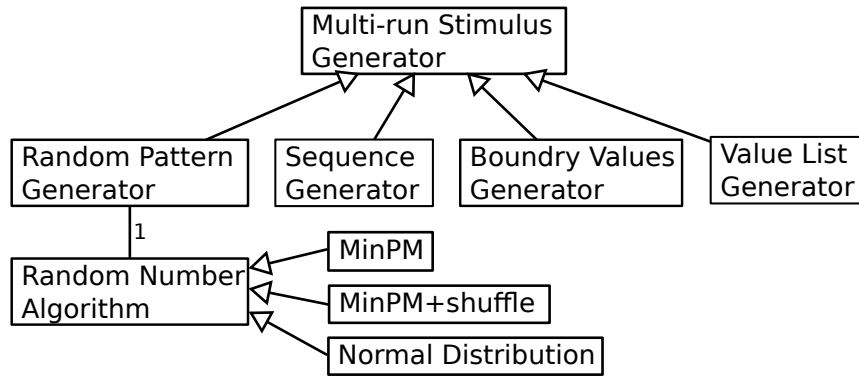 Multi-run Stimulus
Generator
Random Pattern
Generator
Sequence
Generator
Boundry Values
Generator
Value List
Generator
1
Random Number
Algorithm
MinPM
MinPM+shuffle
Normal Distribution